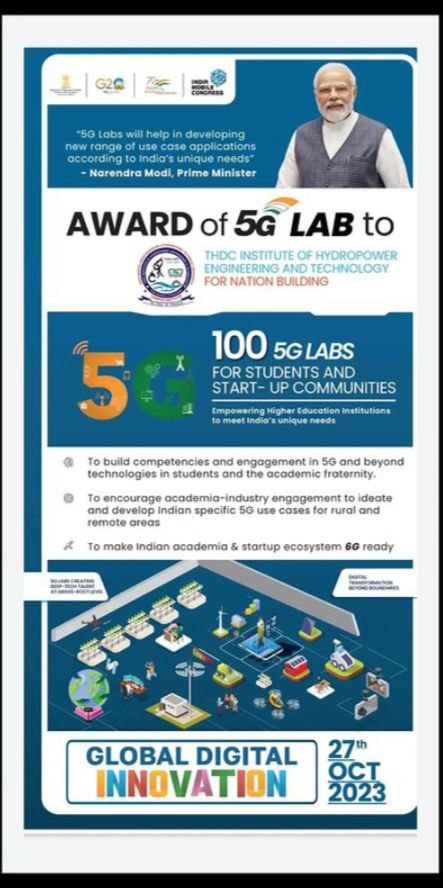 G20
INDIA
MOBILE
CONGRESS
"5G Labs will help in developing
new range of use case applications
according to India's unique needs"
- Narendra Modi, Prime Minister
AWARD of 5G LAB to
THDC INSTITUTE OF HYDROPOWER
ENGINEERING AND TECHNOLOGY
FOR NATION BUILDING
5G
100 5G LABS
FOR STUDENTS AND
START- UP COMMUNITIES
Empowering Higher Education Institutions
to meet India's unique needs
To build competencies and engagement in 5G and beyond
technologies in students and the academic fraternity.
To encourage academia-industry engagement to ideate
and develop Indian specific 5G use cases for rural and
remote areas
To make Indian academia & startup ecosystem 6G ready
5G LABS CREATING
DEEP-TECH TALENT
AT GRASS-ROOT LEVEL
DIGITAL
TRANSFORMATION
BEYOND BOUNDARIES
GLOBAL DIGITAL
INNOVATION
27th
OCT
2023